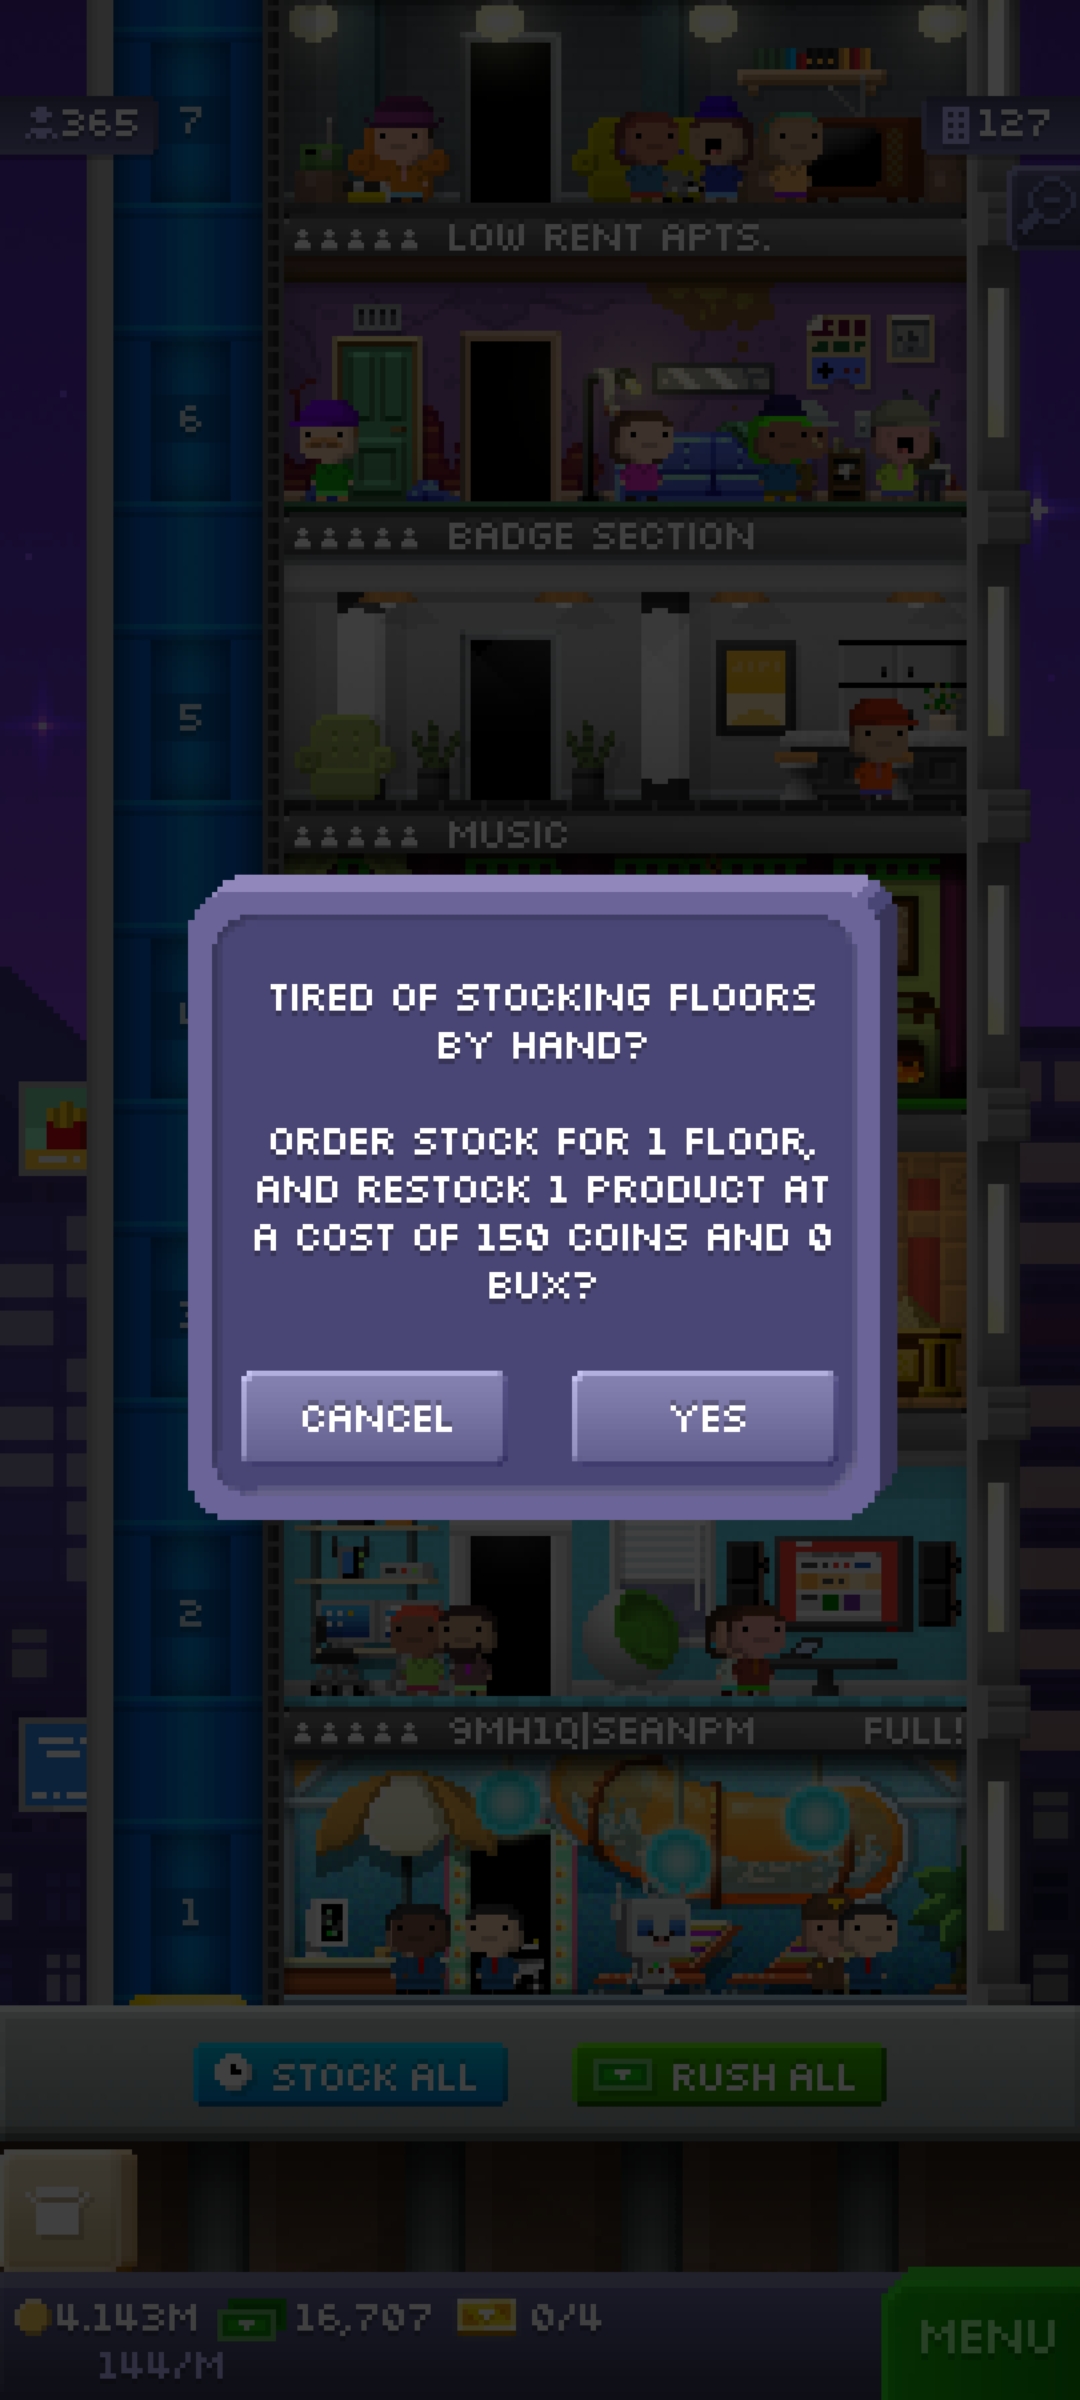 365
7
127
LOW RENT APTS.
6
BADGE SECTION
5
MUSIC
TIRED OF STOCKING FLOORS
BY HAND?
ORDER STOCK FOR 1 FLOOR,
AND RESTOCK 1 PRODUCT AT
A COST OF 150 COINS AND 0
BUX?
CANCEL
YES
2
9MH1Q|SEANPM
FULL!
1
STOCK ALL
RUSH ALL
4.143M
16,707
0/4
144/M
MENU